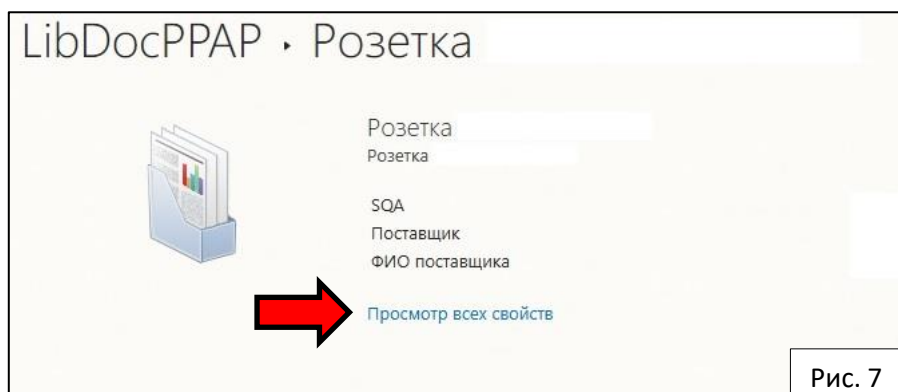 LibDocPPAP ▸ Розетка
Розетка
Розетка
SQA
Поставщик
ФИО поставщика
Просмотр всех свойств
Рис. 7